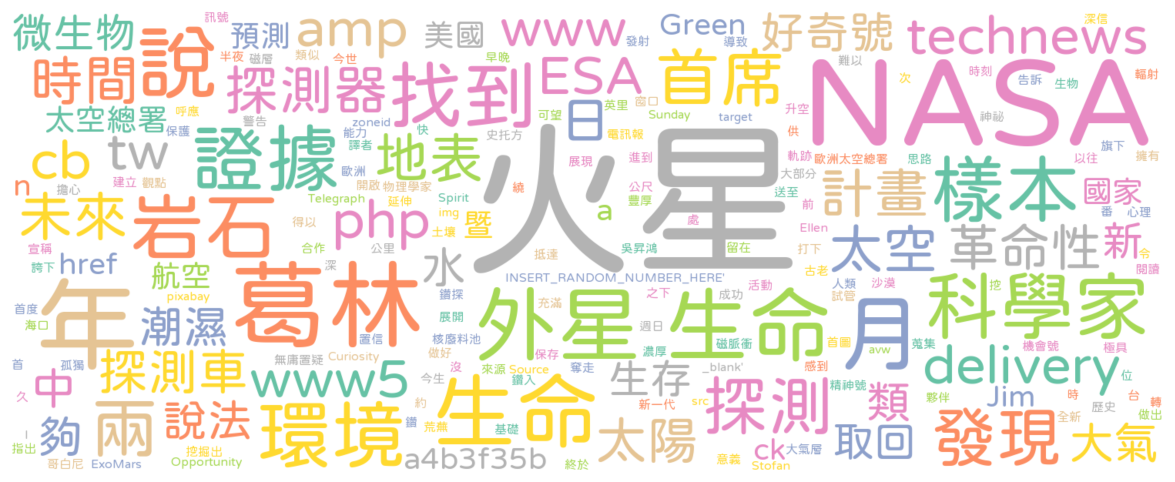 微生物
說
預測
訊號
半夜
磁層
類似
amp
今世
美國
早晚
www
發射
Green
導致
好奇號
難以
深信
technews
NASA
次
時刻
告訴
生物
輻射
時間
探測器
找到
ESA
首席
太空總署
呼應
保護
警告
zoneid
能力
譯者
快
史托方
可望
英里
窗口
日
電訊報
Sunday
target
升空
供
神祕
軌跡
歐洲太空總署
思路
旗下
以往
擁有
cb
tw
證據
歐洲
地表
火星
展現
進到
大部分
送至
計畫
樣本
國家
n
擔心
建立
觀點
開啟
物理學家
Telegraph
延伸
Spirit
img
土壤
繞
公尺
豐厚
a
處
前
番
心理
未來
岩石
得以
php
暨
Ellen
打下
太空
革命性
新
宣稱
誇下
href
航空
合作
公里
深
水
抵達
吳昇鴻
留在
古老
令
閱讀
INSERT_RANDOM_NUMBER_HERE'
人類
沙漠
試管
挖
年
pixabay
葛林
鑽探
充滿
之下
成功
活動
首度
海口
潮濕
置信
展開
外星
生命
週日
磁脈衝
月
科學家
核廢料池
濃厚
首圖
avw
蒐集
機會號
極具
首
孤獨
無庸置疑
Curiosity
做好
沒
保存
來源
Source
奪走
_blank'
感到
delivery
久
中
探測車
www5
今生
鑽入
生存
精神號
夥伴
位
約
生命
新一代
src
探測
類
Jim
時
台
轉
歷史
全新
做出
夠
兩
說法
環境
鑽
荒蕪
基礎
太陽
取回
發現
大氣
I
指出
挖掘出
哥白尼
ExoMars
Opportunity
a4b3f35b
終於
意義
ck
大氣層
Stofan